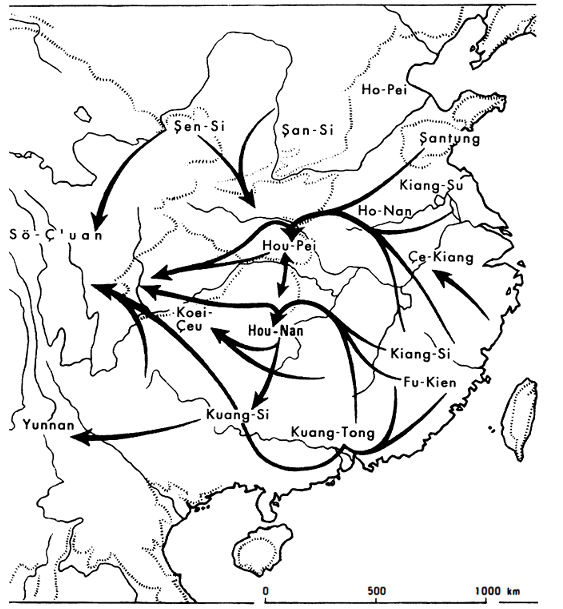 Ho-Pei
Şen-Si
Şan-Si
Şantung
Kiang-Su
Ho-Nan
Sö-Ç'uan
Hou-Pei
Çe-Kiang
Koei-
Çeu
Hou-Nan
Kiang-Si
Fu-Kien
Kuang-Si
Yunnan
Kuang-Tong
0 500 1000 km